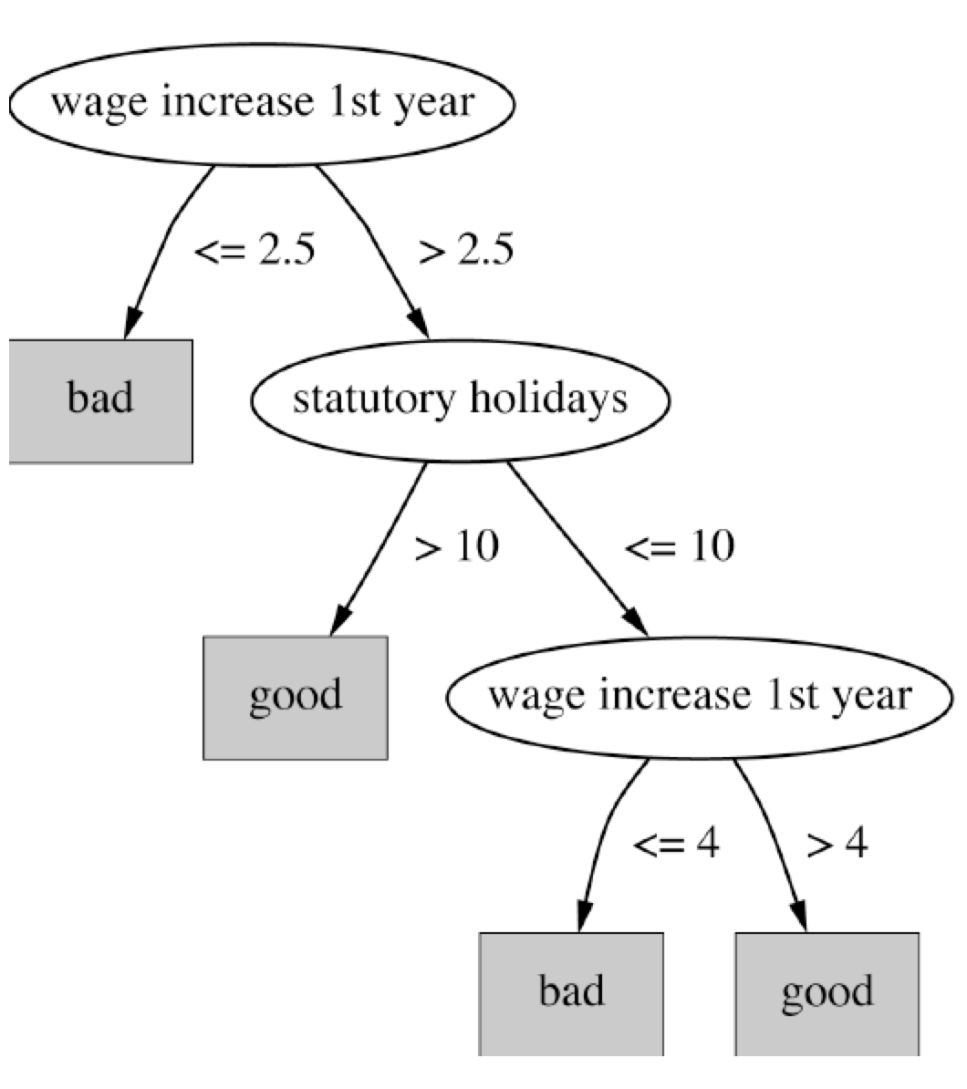 wage increase 1st year
<= 2.5
> 2.5
bad
statutory holidays
> 10
<= 10
good
wage increase 1st year
<= 4
> 4
bad
good